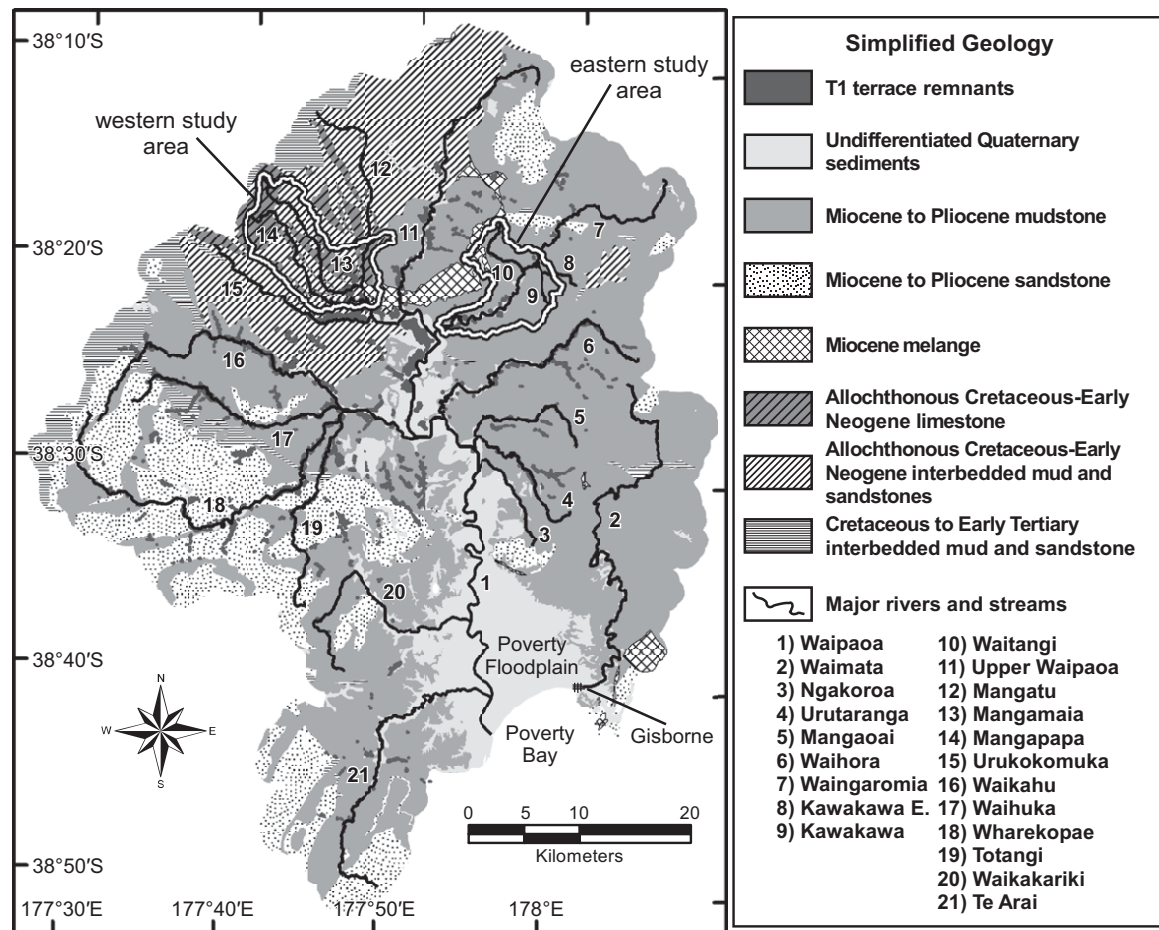 38°10'S
38°20'S
38°30'S
38°40'S
38°50'S
177°30'E
177°40'E
177°50'E
178°E
western study
area
eastern study
area
12
14
13
11
10
7
8
9
15
16
6
17
5
18
19
4
3
2
1
20
21
Poverty
Floodplain
Poverty
Bay
Gisborne
N
W
E
S
0 5 10 20
Kilometers
Simplified Geology
T1 terrace remnants
Undifferentiated Quaternary
sediments
Miocene to Pliocene mudstone
Miocene to Pliocene sandstone
Miocene melange
Allochthonous Cretaceous-Early
Neogene limestone
Allochthonous Cretaceous-Early
Neogene interbedded mud and
sandstones
Cretaceous to Early Tertiary
interbedded mud and sandstone
Major rivers and streams
1) Waipaoa
2) Waimata
3) Ngakoroa
4) Urutaranga
5) Mangaoai
6) Waihora
7) Waingaromia
8) Kawakawa E.
9) Kawakawa
10) Waitangi
11) Upper Waipaoa
12) Mangatu
13) Mangamaia
14) Mangapapa
15) Urukokomuka
16) Waikahu
17) Waihuka
18) Wharekopae
19) Totangi
20) Waikakariki
21) Te Arai